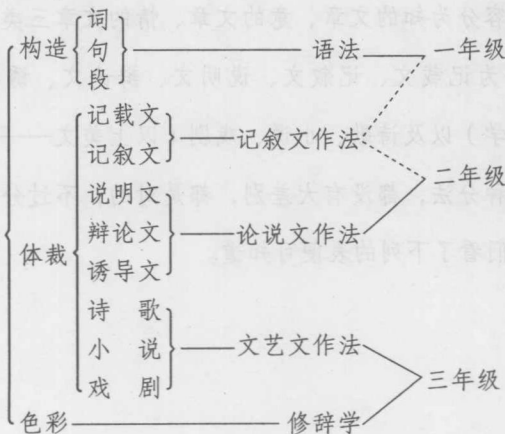 构造 词 句 段 语法 一年级
记载文 记叙文 记叙文作法
体裁 说明文 辩论文 诱导文 论说文作法 二年级
诗 歌
小 说 文艺文作法
戏 剧 三年级
色彩 修辞学